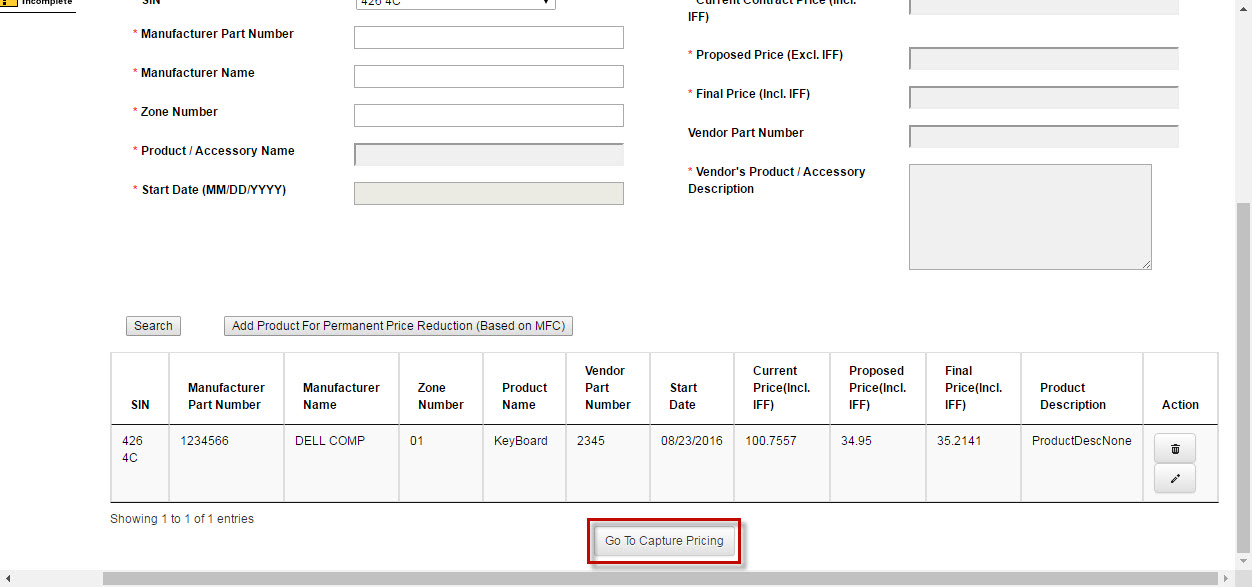 Incomplete
SIN
426 4C
* Manufacturer Part Number
* Manufacturer Name
* Zone Number
* Product / Accessory Name
* Start Date (MM/DD/YYYY)
* Current Contract Price (Incl.
IFF)
* Proposed Price (Excl. IFF)
* Final Price (Incl. IFF)
Vendor Part Number
* Vendor's Product / Accessory
Description
Search
Add Product For Permanent Price Reduction (Based on MFC)
SIN
Manufacturer
Part Number
Manufacturer
Name
Zone
Number
Product
Name
Vendor
Part
Number
Start
Date
Current
Price(Incl.
IFF)
Proposed
Price(Incl.
IFF)
Final
Price(Incl.
IFF)
Product
Description
Action
426
4C
1234566
DELL COMP
01
KeyBoard
2345
08/23/2016
100.7557
34.95
35.2141
ProductDescNone
Showing 1 to 1 of 1 entries
Go To Capture Pricing